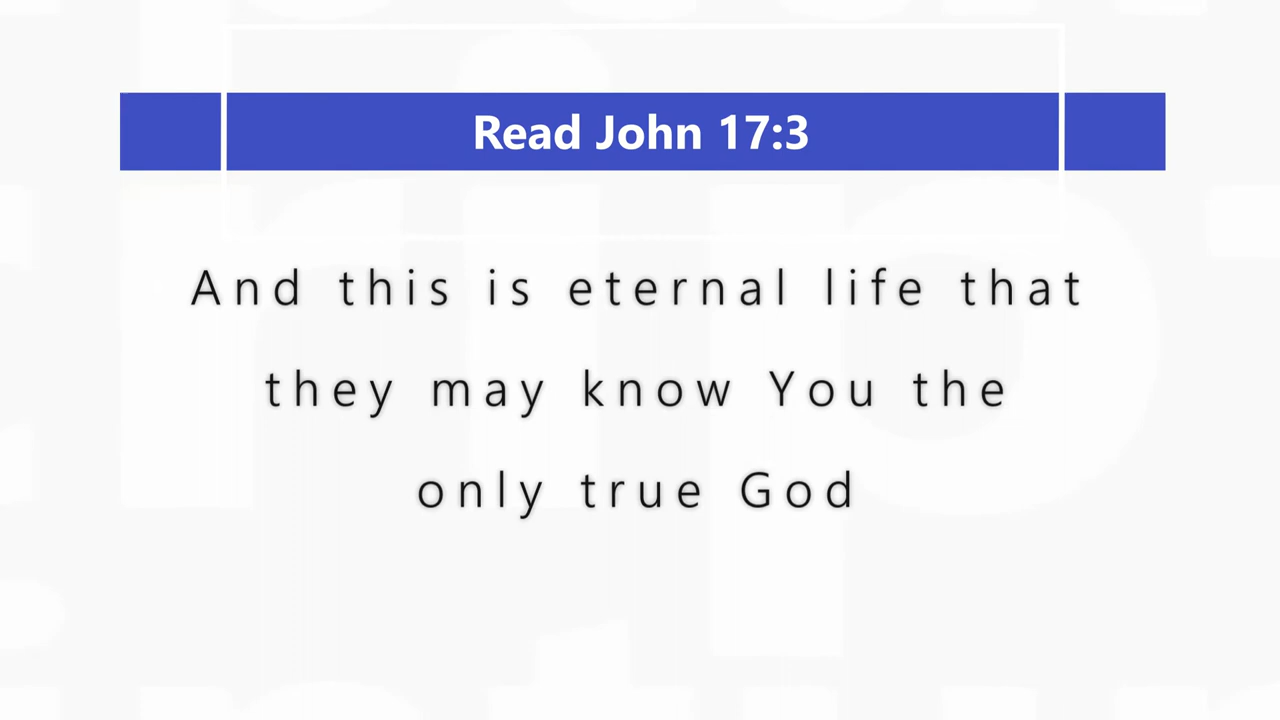 Read John 17:3
And this is eternal life that
they may know You the
only true God